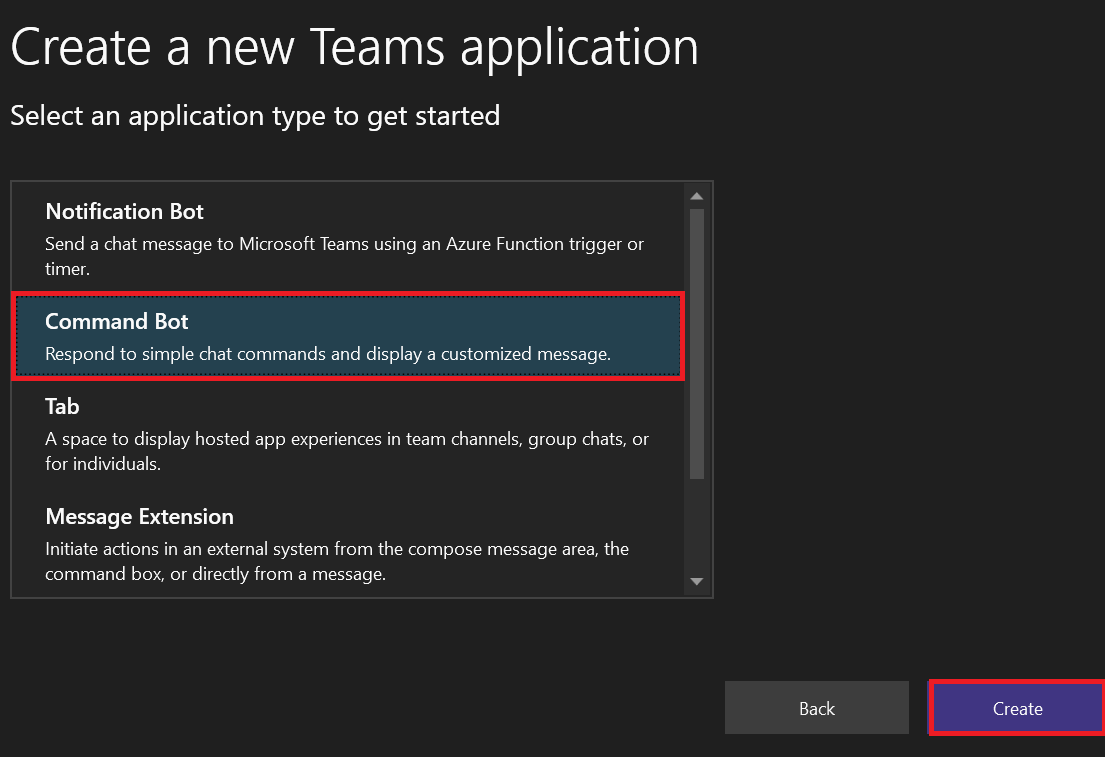 Create a new Teams application
Select an application type to get started
Notification Bot
Send a chat message to Microsoft Teams using an Azure Function trigger or
timer.
Command Bot
Respond to simple chat commands and display a customized message.
Tab
A space to display hosted app experiences in team channels, group chats, or
for individuals.
Message Extension
Initiate actions in an external system from the compose message area, the
command box, or directly from a message.
Back
Create